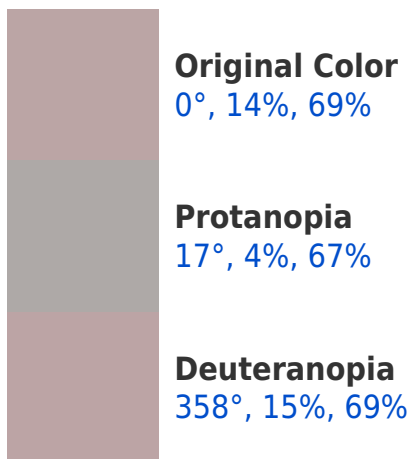 Original Color
0°, 14%, 69%
Protanopia
17°, 4%, 67%
Deuteranopia
358°, 15%, 69%